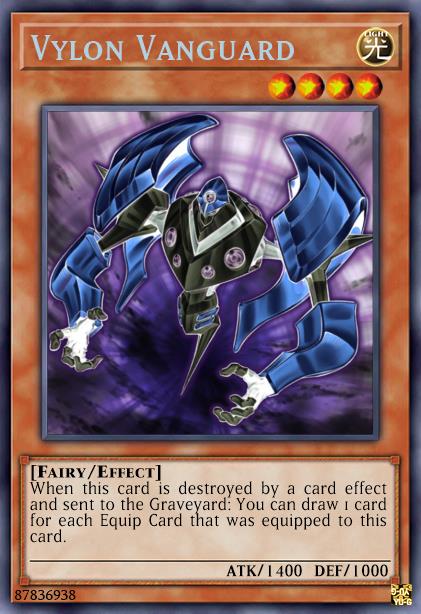 VYLON VANGUARD
LIGHT
光
[FAIRY/EFFECT]
When this card is destroyed by a card effect
and sent to the Graveyard: You can draw 1 card
for each Equip Card that was equipped to this
card.
ATK/1400 DEF/1000
87836938